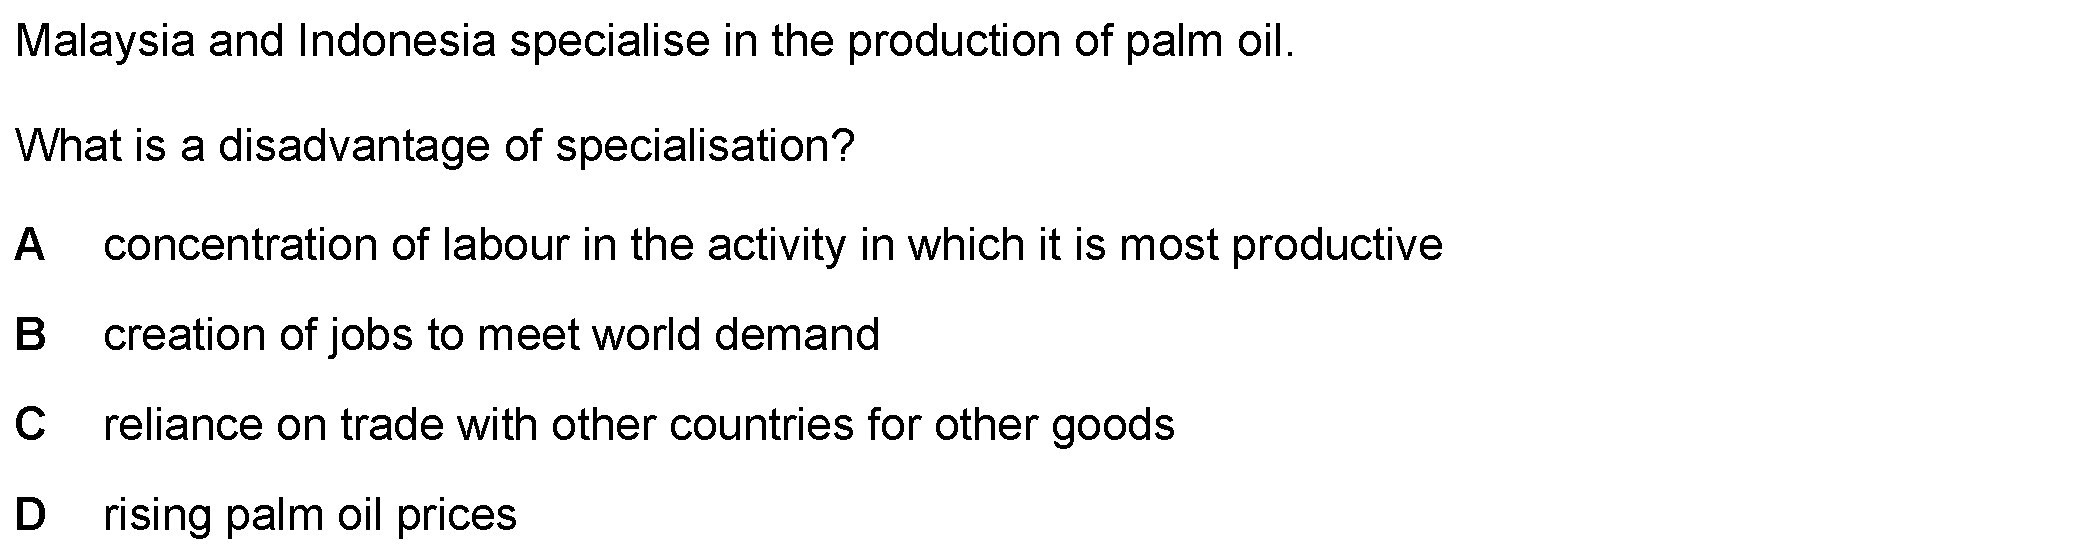 Malaysia and Indonesia specialise in the production of palm oil.
What is a disadvantage of specialisation?
A concentration of labour in the activity in which it is most productive
B creation of jobs to meet world demand
C reliance on trade with other countries for other goods
D rising palm oil prices